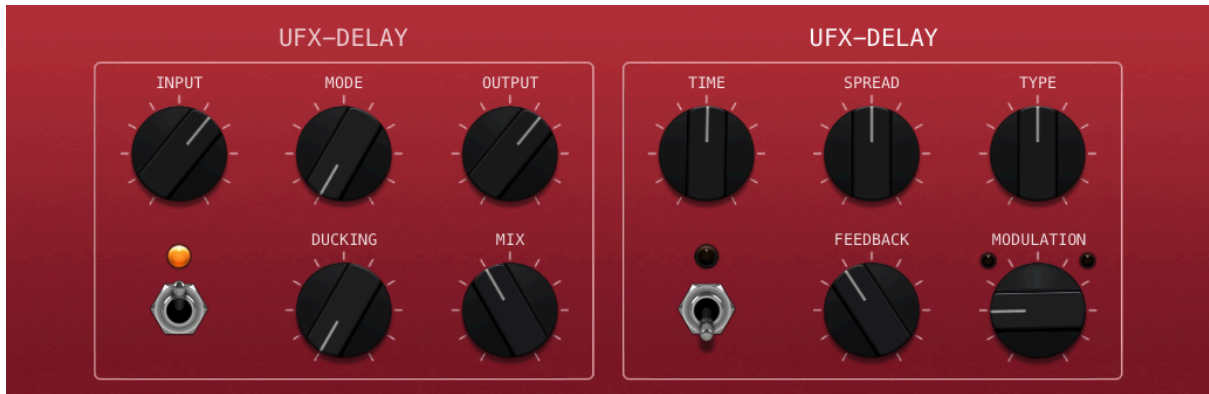 UFX-DELAY
INPUT MODE OUTPUT
DUCKING MIX
UFX-DELAY
TIME SPREAD TYPE
FEEDBACK MODULATION